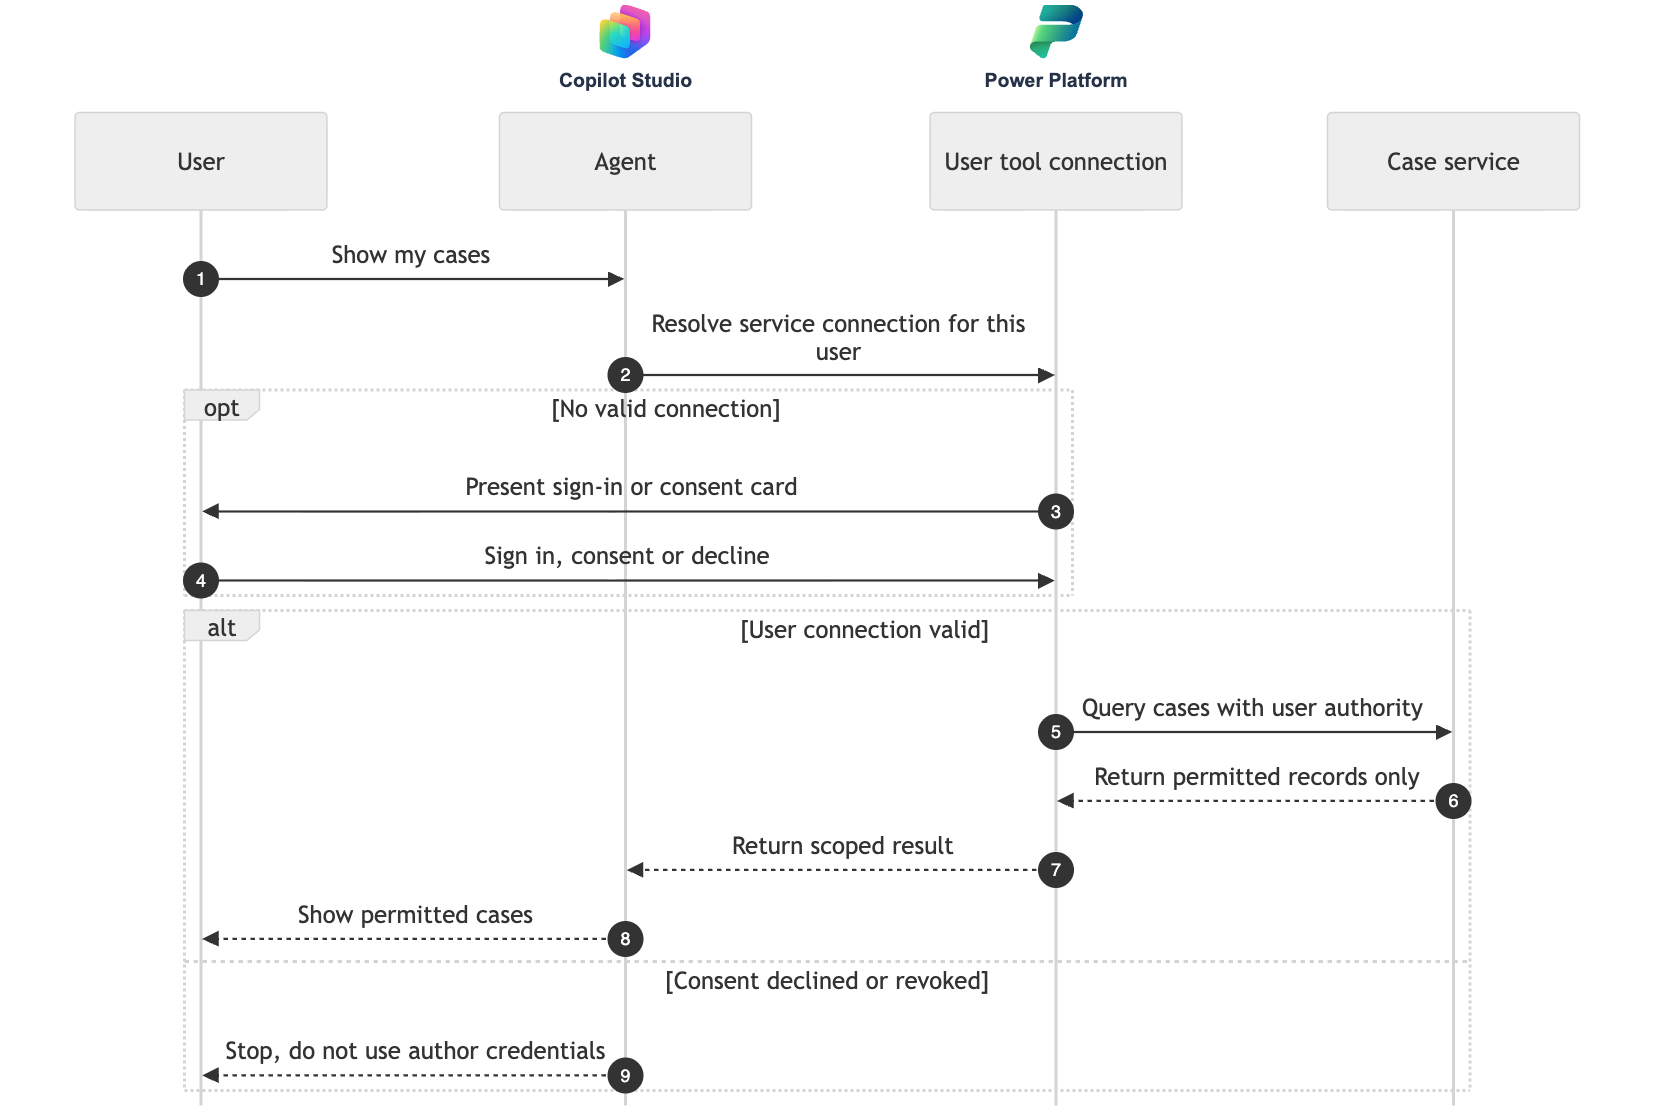 Copilot Studio
Power Platform
User
Agent
User tool connection
Case service
Show my cases
1
Resolve service connection for this
user
2
opt
[No valid connection]
Present sign-in or consent card
3
Sign in, consent or decline
4
alt
[User connection valid]
Query cases with user authority
5
Return permitted records only
6
Return scoped result
7
Show permitted cases
8
[Consent declined or revoked]
Stop, do not use author credentials
9